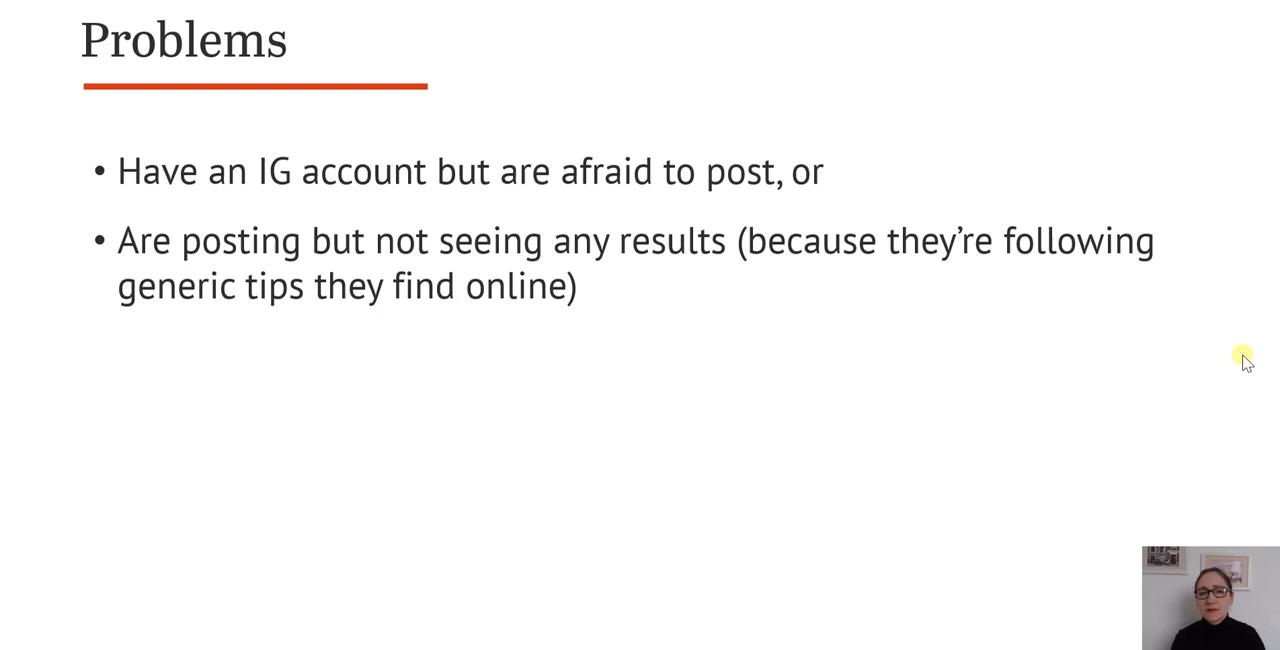 Problems
• Have an IG account but are afraid to post, or
• Are posting but not seeing any results (because they’re following
generic tips they find online)